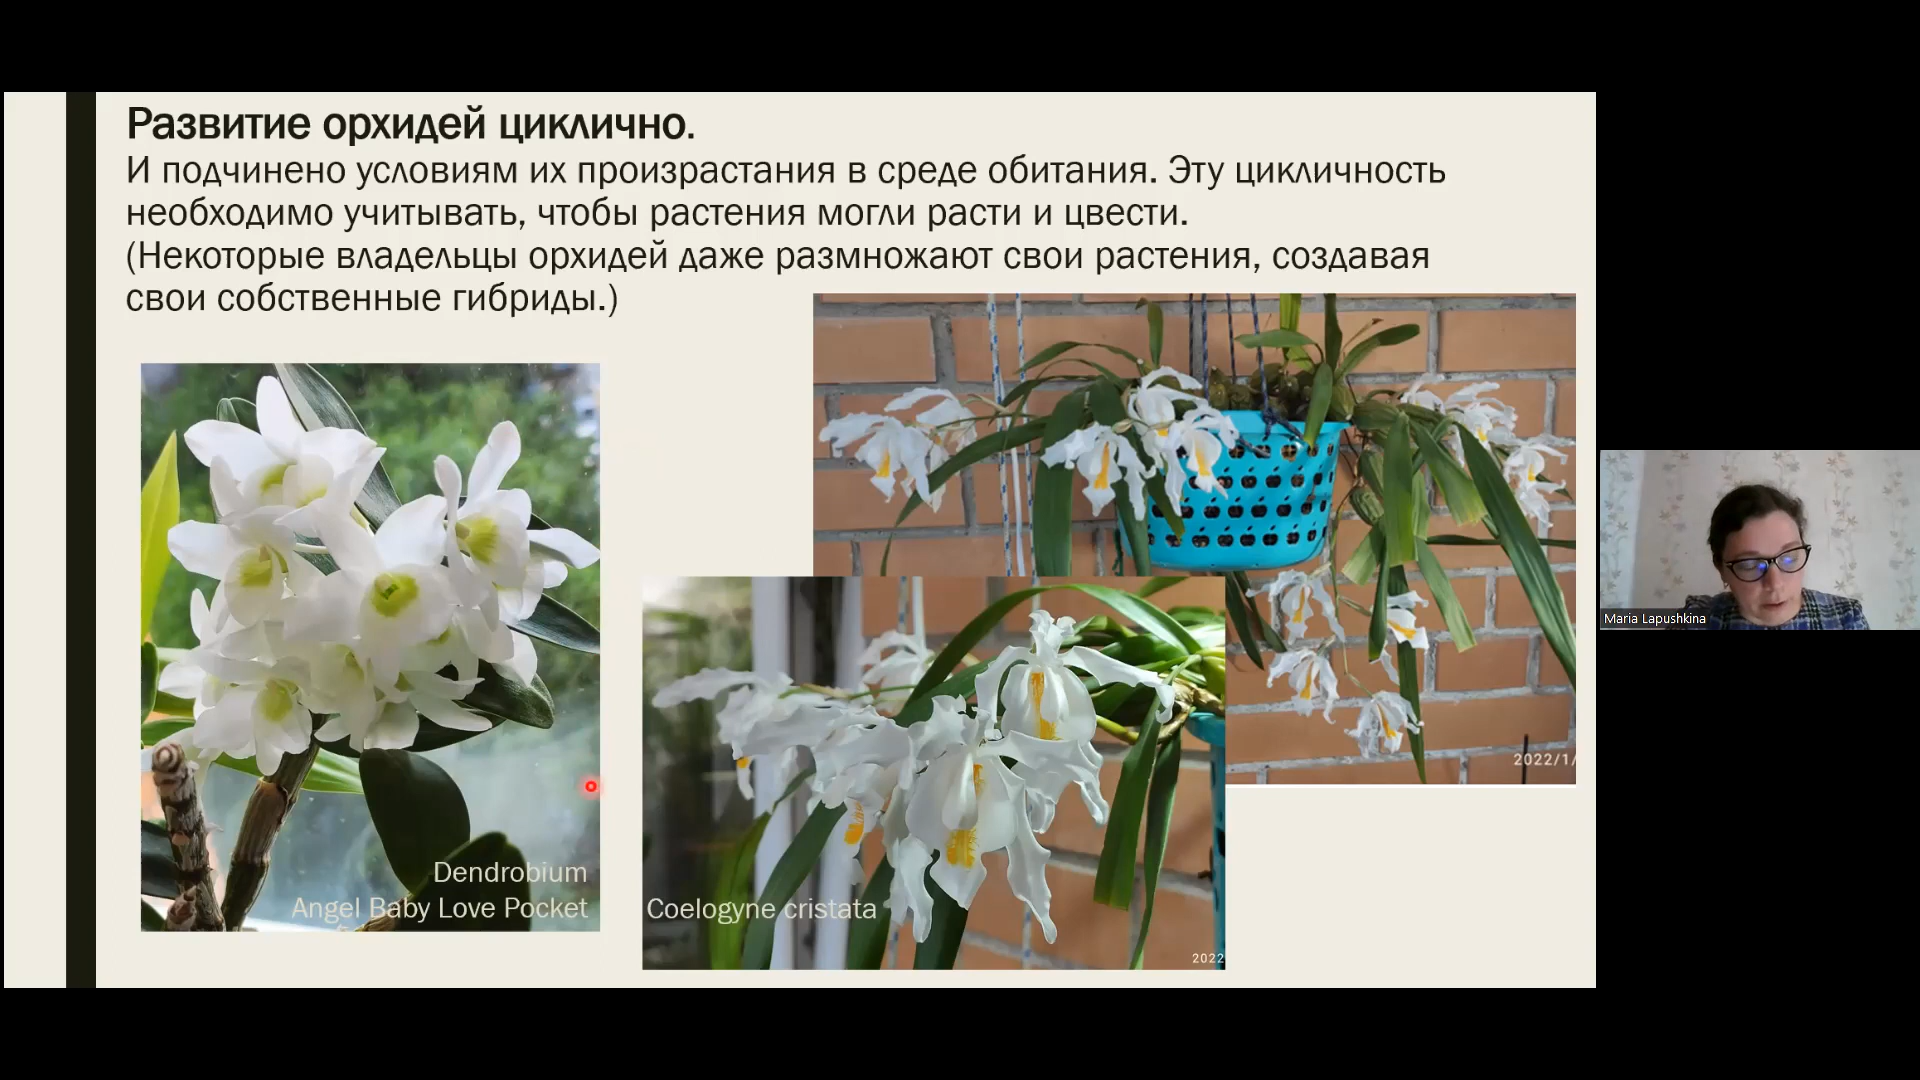 Развитие орхидей циклично.
И подчинено условиям их произрастания в среде обитания. Эту цикличность
необходимо учитывать, чтобы растения могли расти и цвести.
(Некоторые владельцы орхидей даже размножают свои растения, создавая
свои собственные гибриды.)
Dendrobium
Angel Baby Love Pocket
Coelogyne cristata
2022
2022/1/
Maria Lapushkina